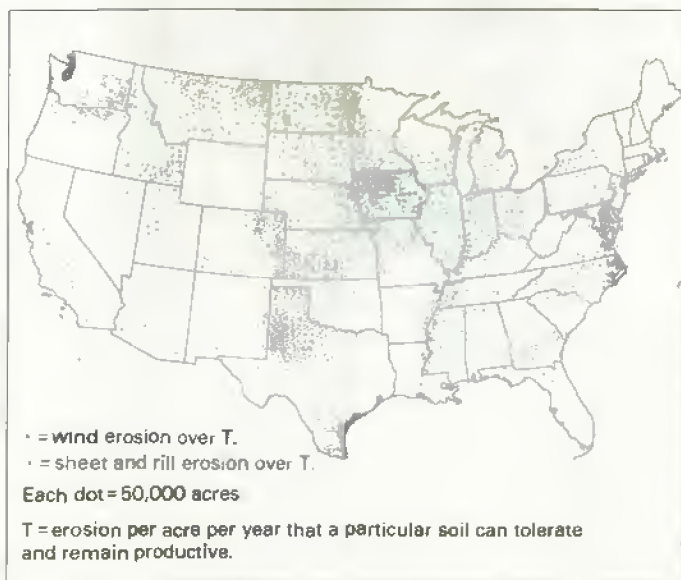 · = wind erosion over T.
· = sheet and rill erosion over T.
Each dot = 50,000 acres
T = erosion per acre per year that a particular soil can tolerate
and remain productive.